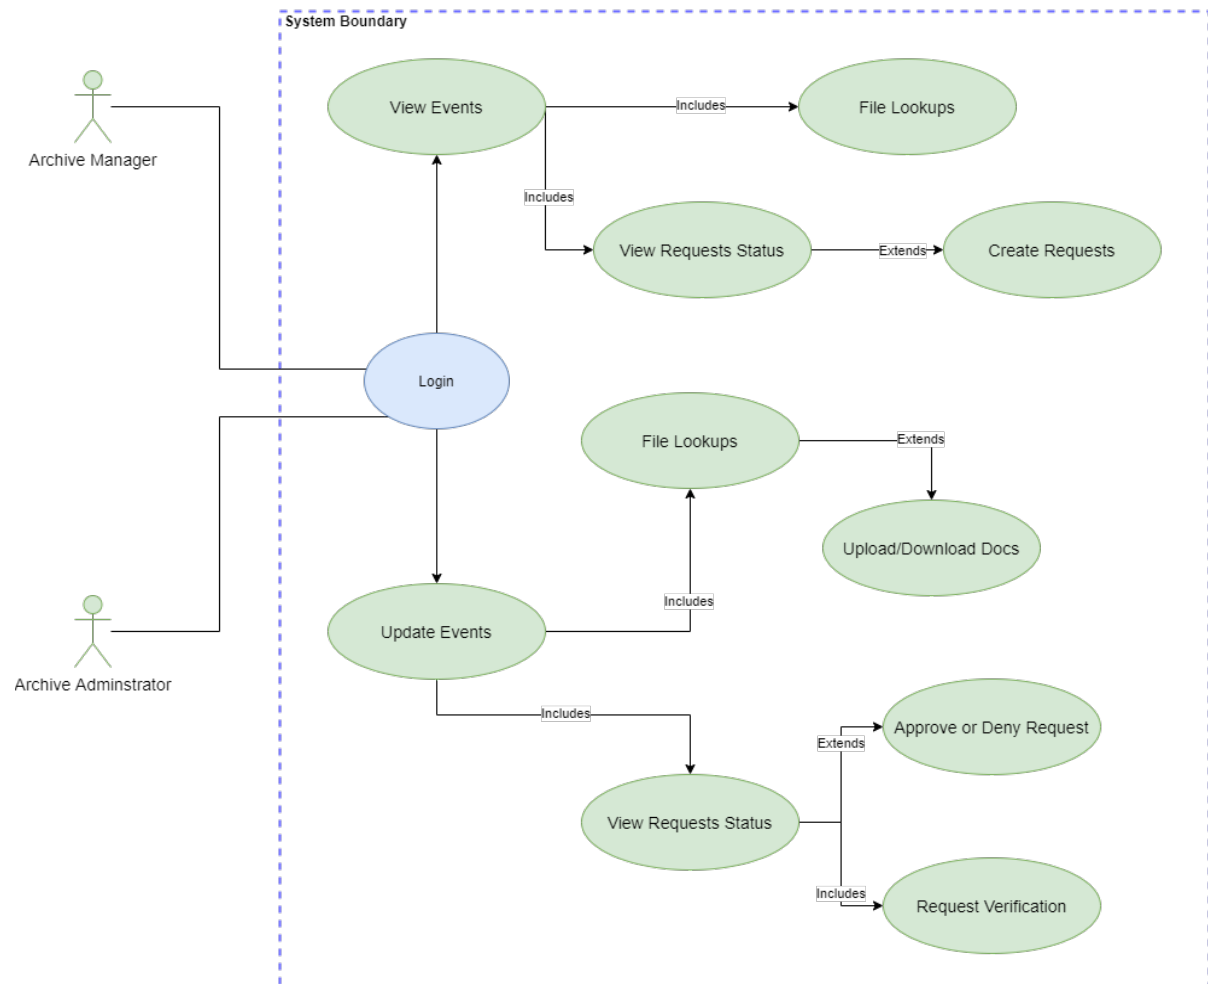 System Boundary
View Events
Includes
File Lookups
Archive Manager
Includes
View Requests Status
Extends
Create Requests
Login
File Lookups
Extends
Upload/Download Docs
Includes
Update Events
Archive Adminstrator
Includes
Approve or Deny Request
Extends
View Requests Status
Includes
Request Verification